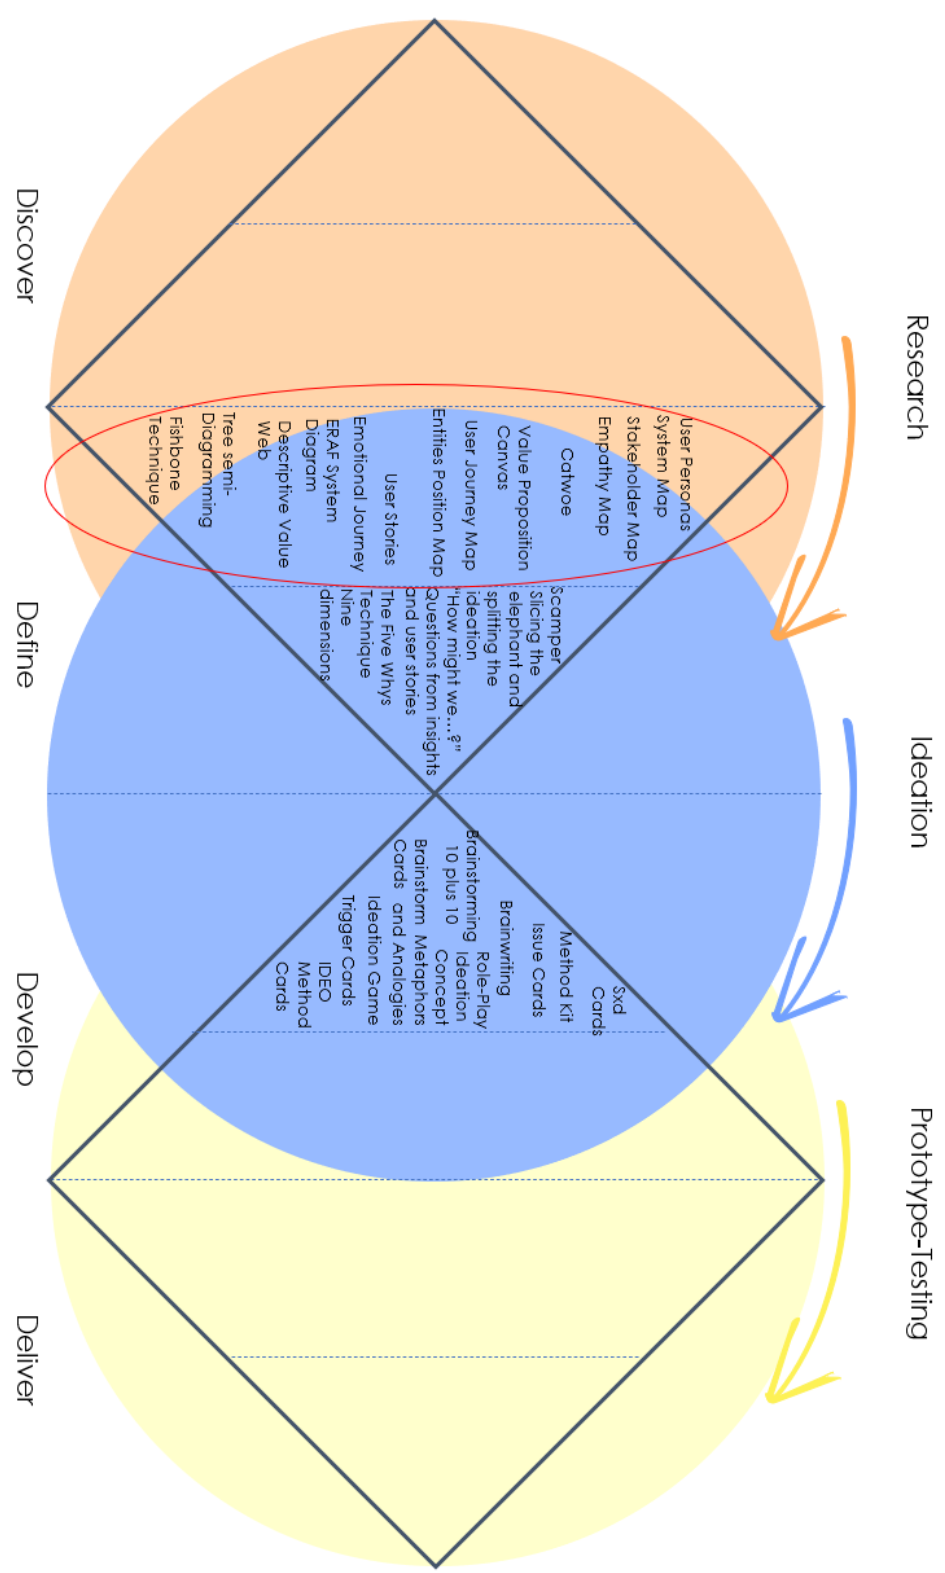 Research
Ideation
Prototype-Testing
User Personas
System Map
Stakeholder Map
Empathy Map
Catwoe
Value Proposition
Canvas
User Journey Map
Entities Position Map
User Stories
Emotional Journey
ERAF System
Diagram
Descriptive Value
Web
Tree semi-
Diagramming
Fishbone
Technique
Scamper
Slicing the
elephant and
splitting the
ideation
"How might we...?"
Questions from insights
and user stories
The Five Whys
Technique
Nine
dimensions
Sxd
Cards
Method Kit
Issue Cards
Brainwriting
Role-Play
Ideation
Concept
Brainstorming
10 plus 10
Brainstorm
Cards
Metaphors
and Analogies
Ideation Game
Trigger Cards
IDEO
Method
Cards
Discover
Define
Develop
Deliver